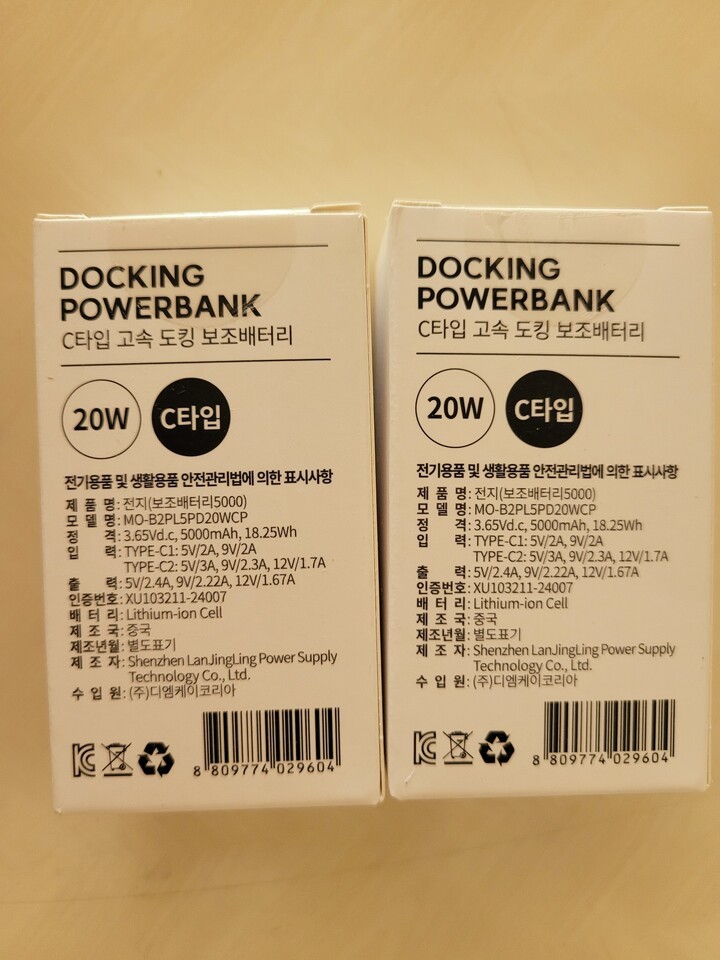 DOCKING
POWERBANK
C타입 고속 도킹 보조배터리
20W C타입
전기용품 및 생활용품 안전관리법에 의한 표시사항
제 품 명: 전지(보조배터리5000)
모 델 명: MO-B2PL5PD20WCP
정 격: 3.65Vd.c, 5000mAh, 18.25Wh
입 력: TYPE-C1: 5V/2A, 9V/2A
TYPE-C2: 5V/3A, 9V/2.3A, 12V/1.7A
출 력: 5V/2.4A, 9V/2.22A, 12V/1.67A
인증번호: XU103211-24007
배 터 리: Lithium-ion Cell
제 조 국: 중국
제조년월: 별도표기
제 조 자: Shenzhen LanJingLing Power Supply
Technology Co., Ltd.
수 입 원: (주)디엠케이코리아
8 809774 029604
DOCKING
POWERBANK
C타입 고속 도킹 보조배터리
20W C타입
전기용품 및 생활용품 안전관리법에 의한 표시사항
제 품 명: 전지(보조배터리5000)
모 델 명: MO-B2PL5PD20WCP
정 격: 3.65Vd.c, 5000mAh, 18.25Wh
입 력: TYPE-C1: 5V/2A, 9V/2A
TYPE-C2: 5V/3A, 9V/2.3A, 12V/1.7A
출 력: 5V/2.4A, 9V/2.22A, 12V/1.67A
인증번호: XU103211-24007
배 터 리: Lithium-ion Cell
제 조 국: 중국
제조년월: 별도표기
제 조 자: Shenzhen LanJingLing Power Supply
Technology Co., Ltd.
수 입 원: (주)디엠케이코리아
8 809774 029604